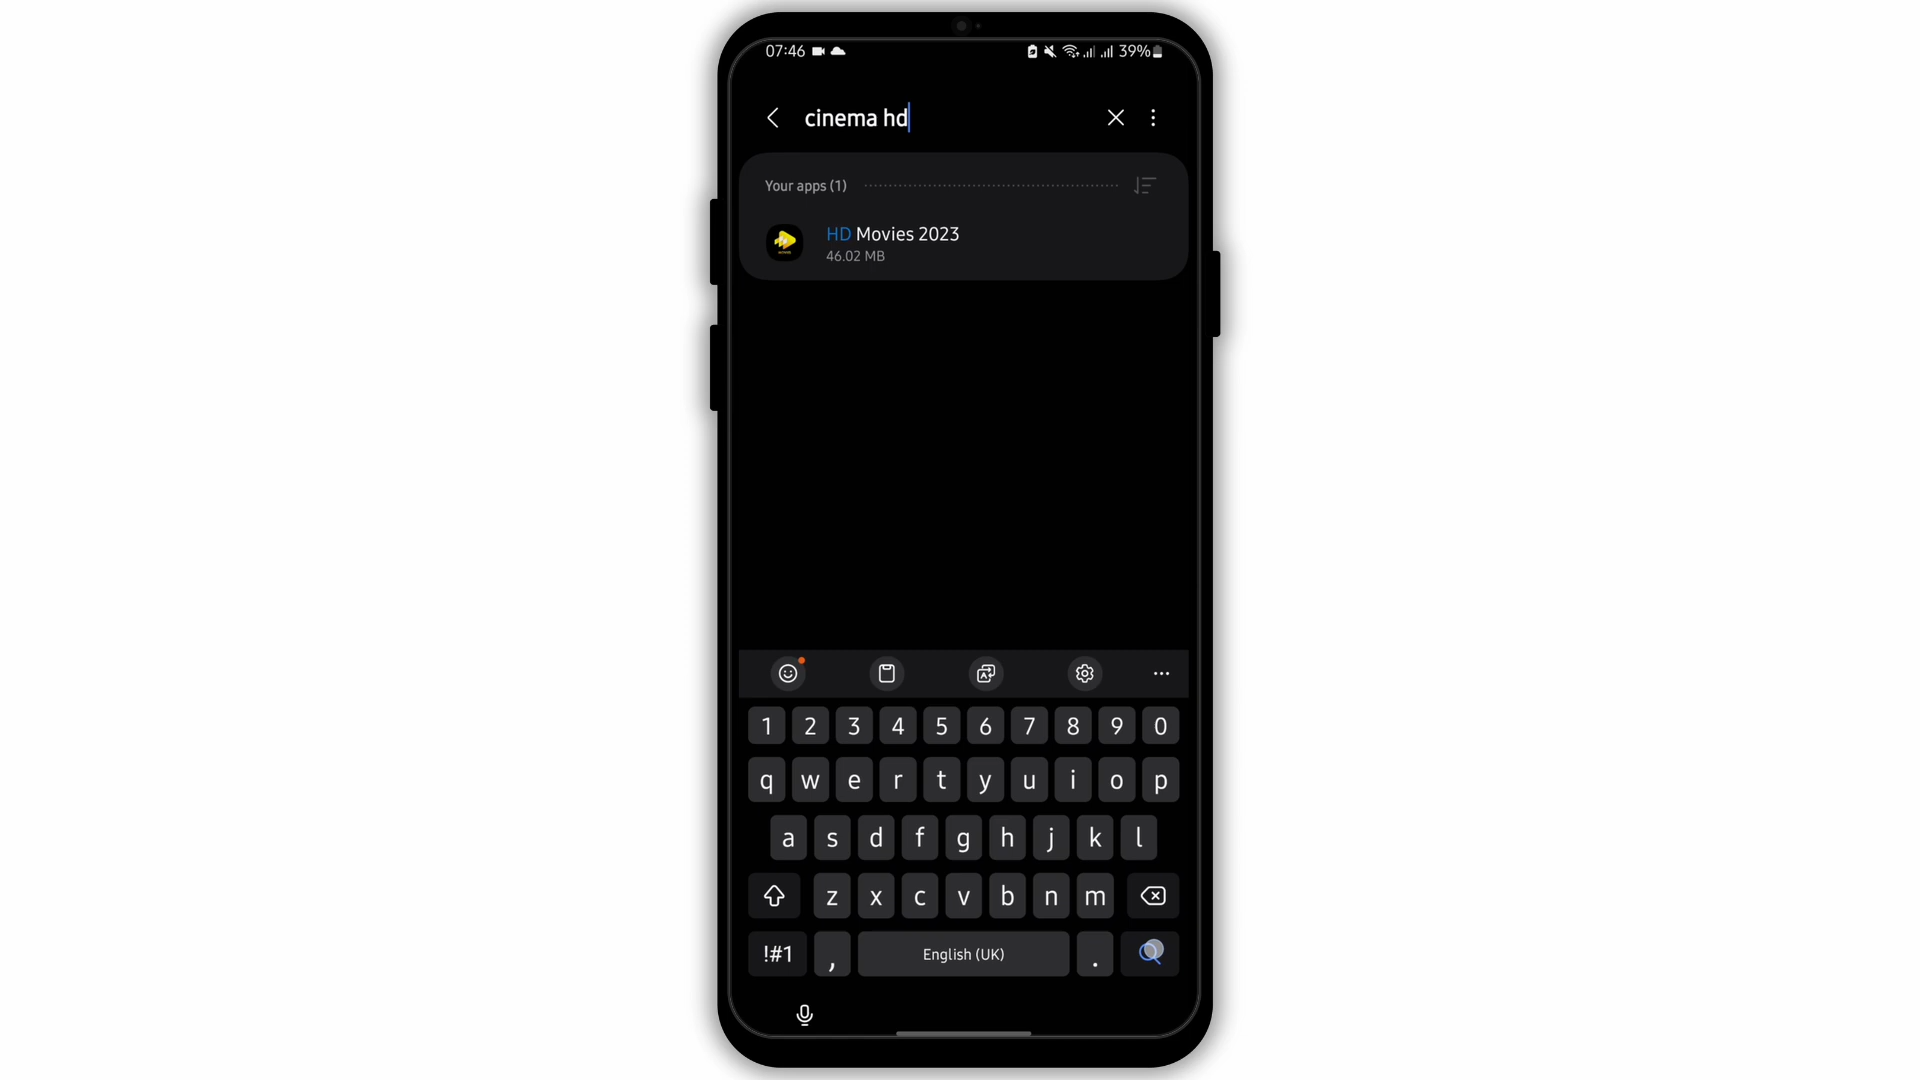 07:46 39%
cinema hd
Your apps (1)
HD Movies 2023
46.02 MB
1 2 3 4 5 6 7 8 9 0
q w e r t y u i o p
a s d f g h j k l
z x c v b n m
!#1 , English (UK) .